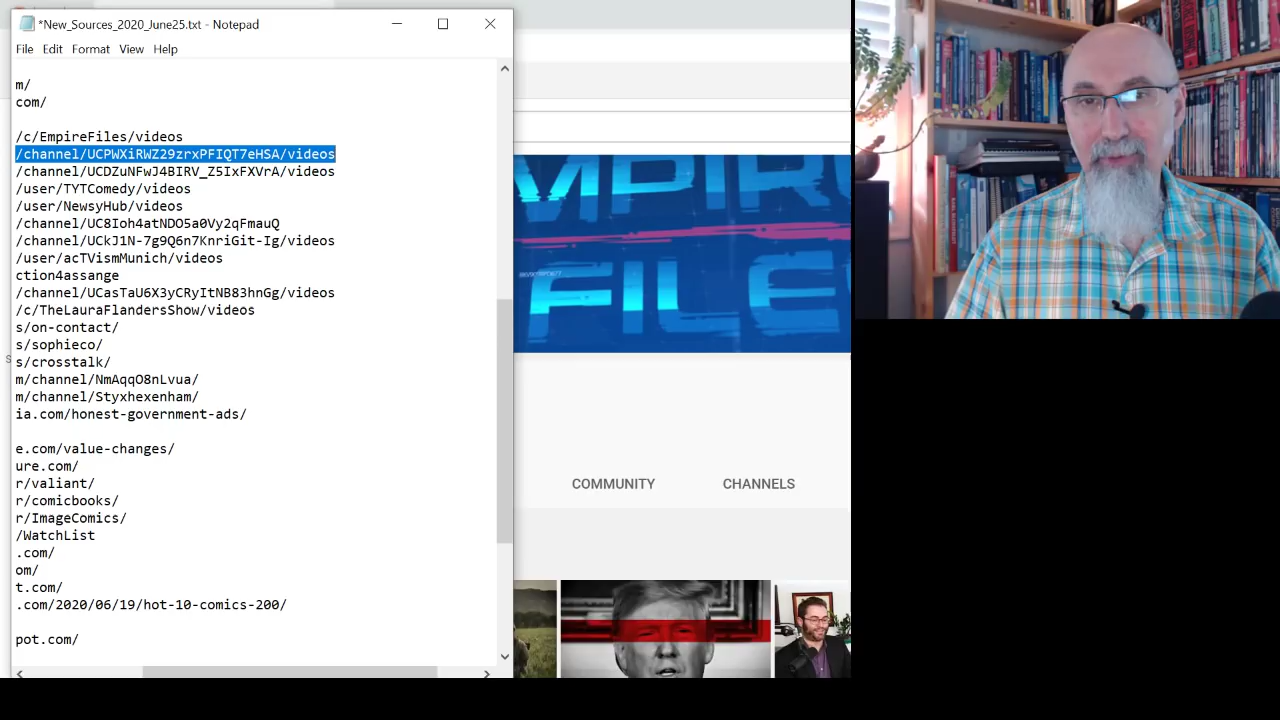 *New_Sources_2020_June25.txt - Notepad
File Edit Format View Help
m/
com/
/c/EmpireFiles/videos
/channel/UCPWXiRWZ29zrxPFIQT7eHSA/videos
/channel/UCDZuNFwJ4BIRV_Z5IxFXVrA/videos
/user/TYTComedy/videos
/user/NewsyHub/videos
/channel/UC8Ioh4atNDO5a0Vy2qFmauQ
/channel/UCkJ1N-7g9Q6n7KnriGit-Ig/videos
/user/acTVismMunich/videos
ction4assange
/channel/UCasTaU6X3yCRyItNB83hnGg/videos
/c/TheLauraFlandersShow/videos
s/on-contact/
s/sophieco/
s/crosstalk/
m/channel/NmAqqO8nLvua/
m/channel/Styxhexenham/
ia.com/honest-government-ads/
e.com/value-changes/
ure.com/
r/valiant/
r/comicbooks/
r/ImageComics/
/WatchList
.com/
om/
t.com/
.com/2020/06/19/hot-10-comics-200/
pot.com/
MPIRE
FILE
COMMUNITY CHANNELS